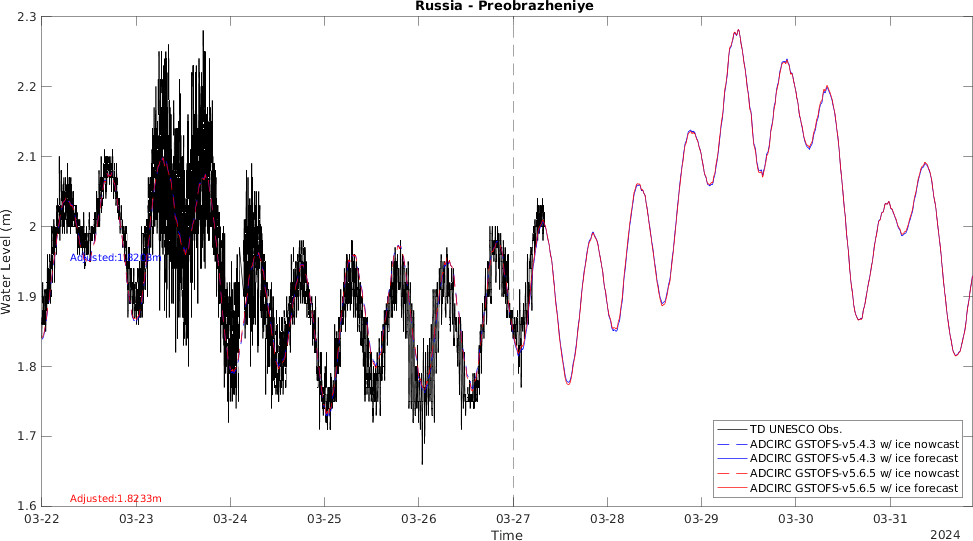 Russia - Preobrazheniye
Water Level (m)
2.3
2.2
2.1
2
1.9
1.8
1.7
1.6
Adjusted:1.8233m
TD UNESCO Obs.
ADCIRC GSTOFS-v5.4.3 w/ ice nowcast
ADCIRC GSTOFS-v5.4.3 w/ ice forecast
ADCIRC GSTOFS-v5.6.5 w/ ice nowcast
ADCIRC GSTOFS-v5.6.5 w/ ice forecast
03-22 03-23 03-24 03-25 03-26 03-27 03-28 03-29 03-30 03-31
Time
2024